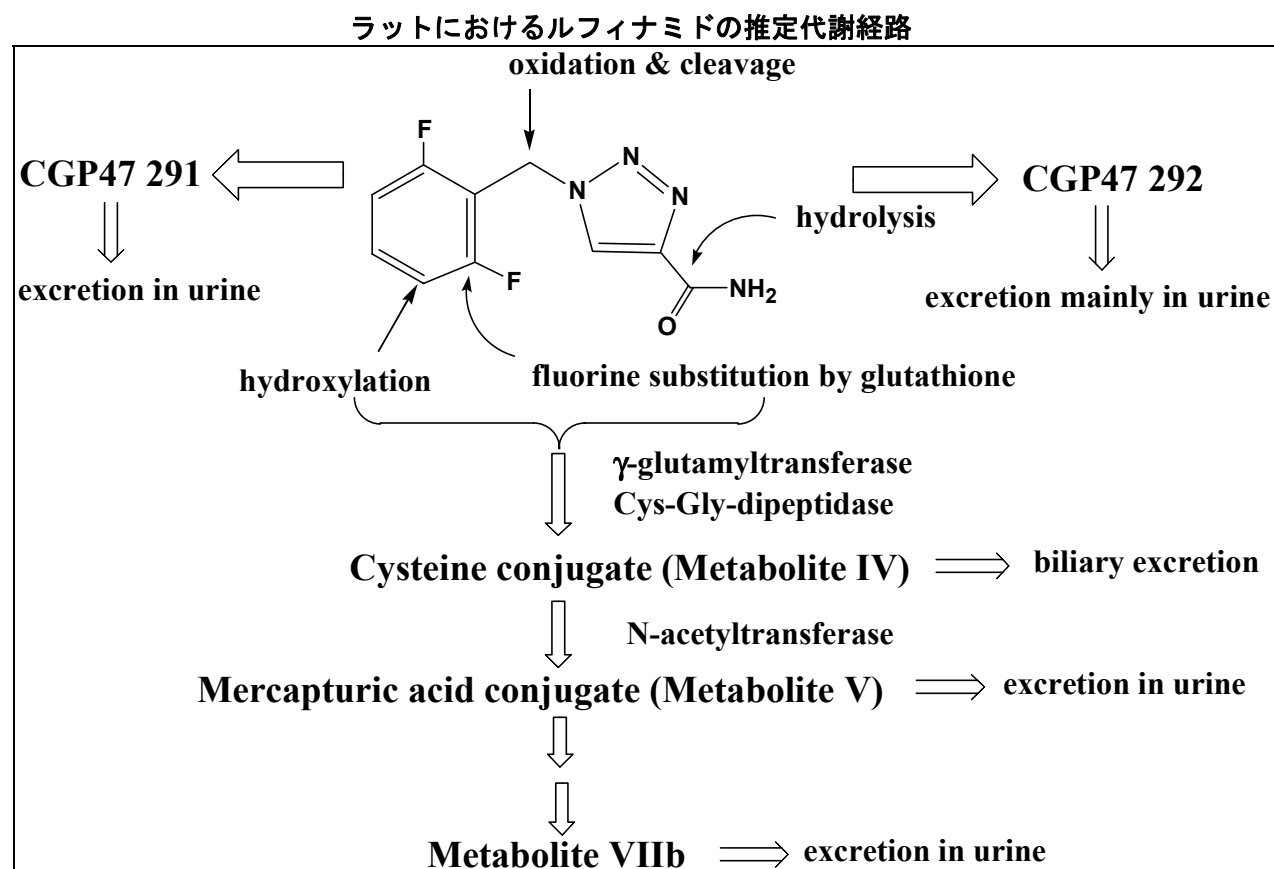 ラットにおけるルフィナミドの推定代謝経路
oxidation & cleavage
F
N
N
N
CGP47 291
CGP47 292
hydrolysis
F
NH2
O
excretion in urine
excretion mainly in urine
hydroxylation
fluorine substitution by glutathione
γ-glutamyltransferase
Cys-Gly-dipeptidase
Cysteine conjugate (Metabolite IV)
biliary excretion
N-acetyltransferase
Mercapturic acid conjugate (Metabolite V)
excretion in urine
Metabolite VIIb
excretion in urine